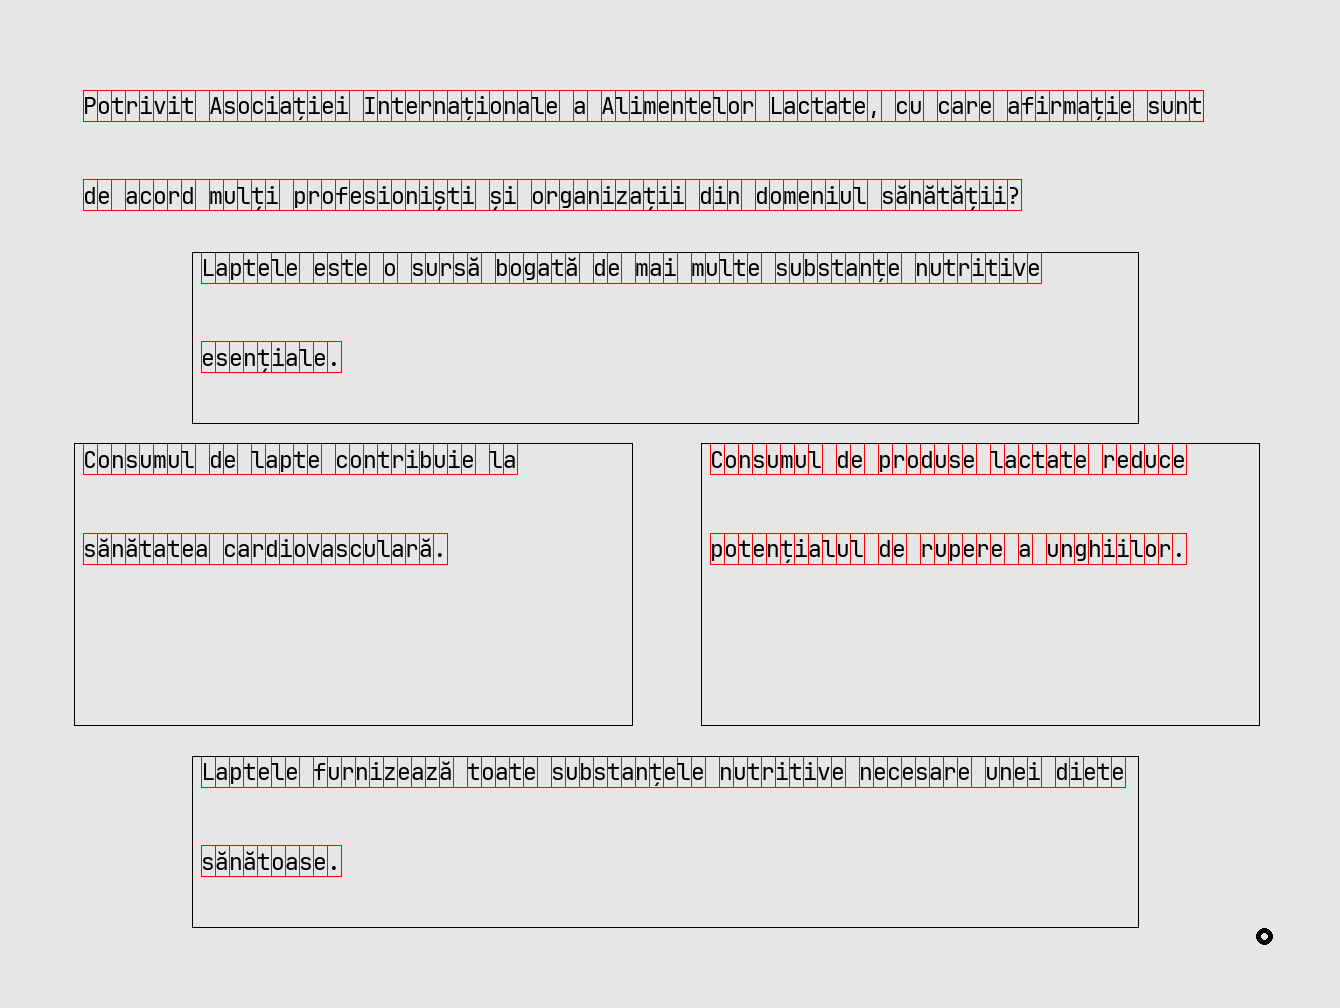 Potrivit Asociației Internaționale a Alimentelor Lactate, cu care afirmație sunt
de acord mulți profesioniști și organizații din domeniul sănătății?
Laptele este o sursă bogată de mai multe substanțe nutritive
esențiale.
Consumul de lapte contribuie la
sănătatea cardiovasculară.
Consumul de produse lactate reduce
potențialul de rupere a unghiilor.
Laptele furnizează toate substanțele nutritive necesare unei diete
sănătoase.